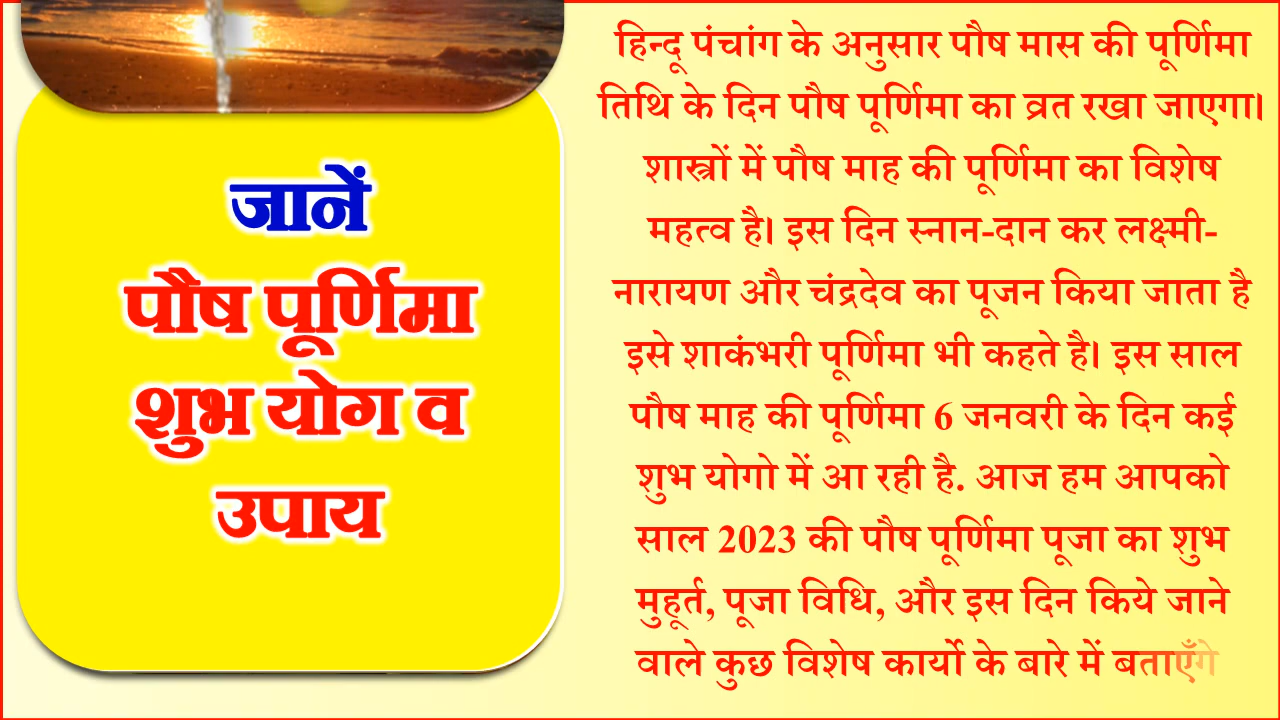 जानें
पौष पूर्णिमा
शुभ योग व
उपाय
हिन्दू पंचांग के अनुसार पौष मास की पूर्णिमा
तिथि के दिन पौष पूर्णिमा का व्रत रखा जाएगा।
शास्त्रों में पौष माह की पूर्णिमा का विशेष
महत्व है। इस दिन स्नान-दान कर लक्ष्मी-
नारायण और चंद्रदेव का पूजन किया जाता है
इसे शाकंभरी पूर्णिमा भी कहते है। इस साल
पौष माह की पूर्णिमा 6 जनवरी के दिन कई
शुभ योगो में आ रही है. आज हम आपको
साल 2023 की पौष पूर्णिमा पूजा का शुभ
मुहूर्त, पूजा विधि, और इस दिन किये जाने
वाले कुछ विशेष कार्यो के बारे में बताएँगे